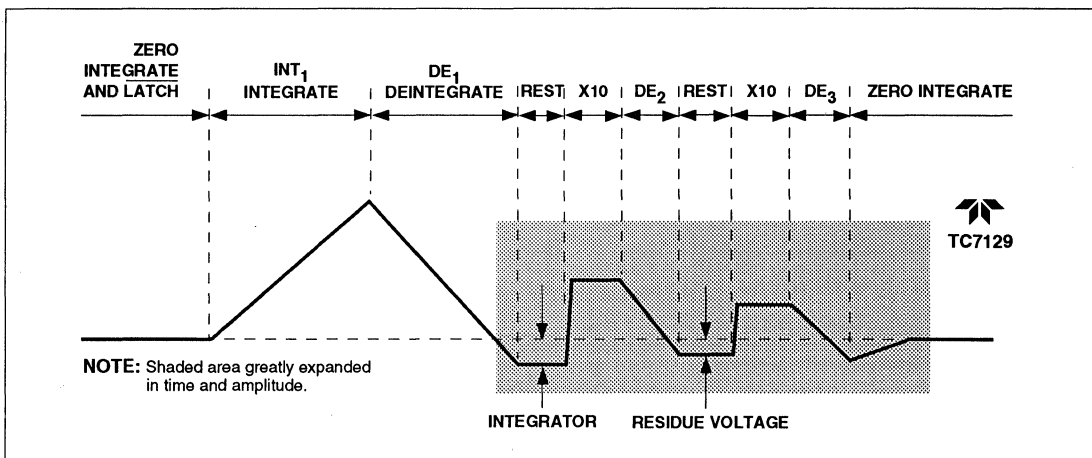 ZERO
INTEGRATE
AND LATCH
INT1
INTEGRATE
DE1
DEINTEGRATE
REST
X10
DE2
REST
X10
DE3
ZERO INTEGRATE
TC7129
NOTE: Shaded area greatly expanded
in time and amplitude.
INTEGRATOR
RESIDUE VOLTAGE